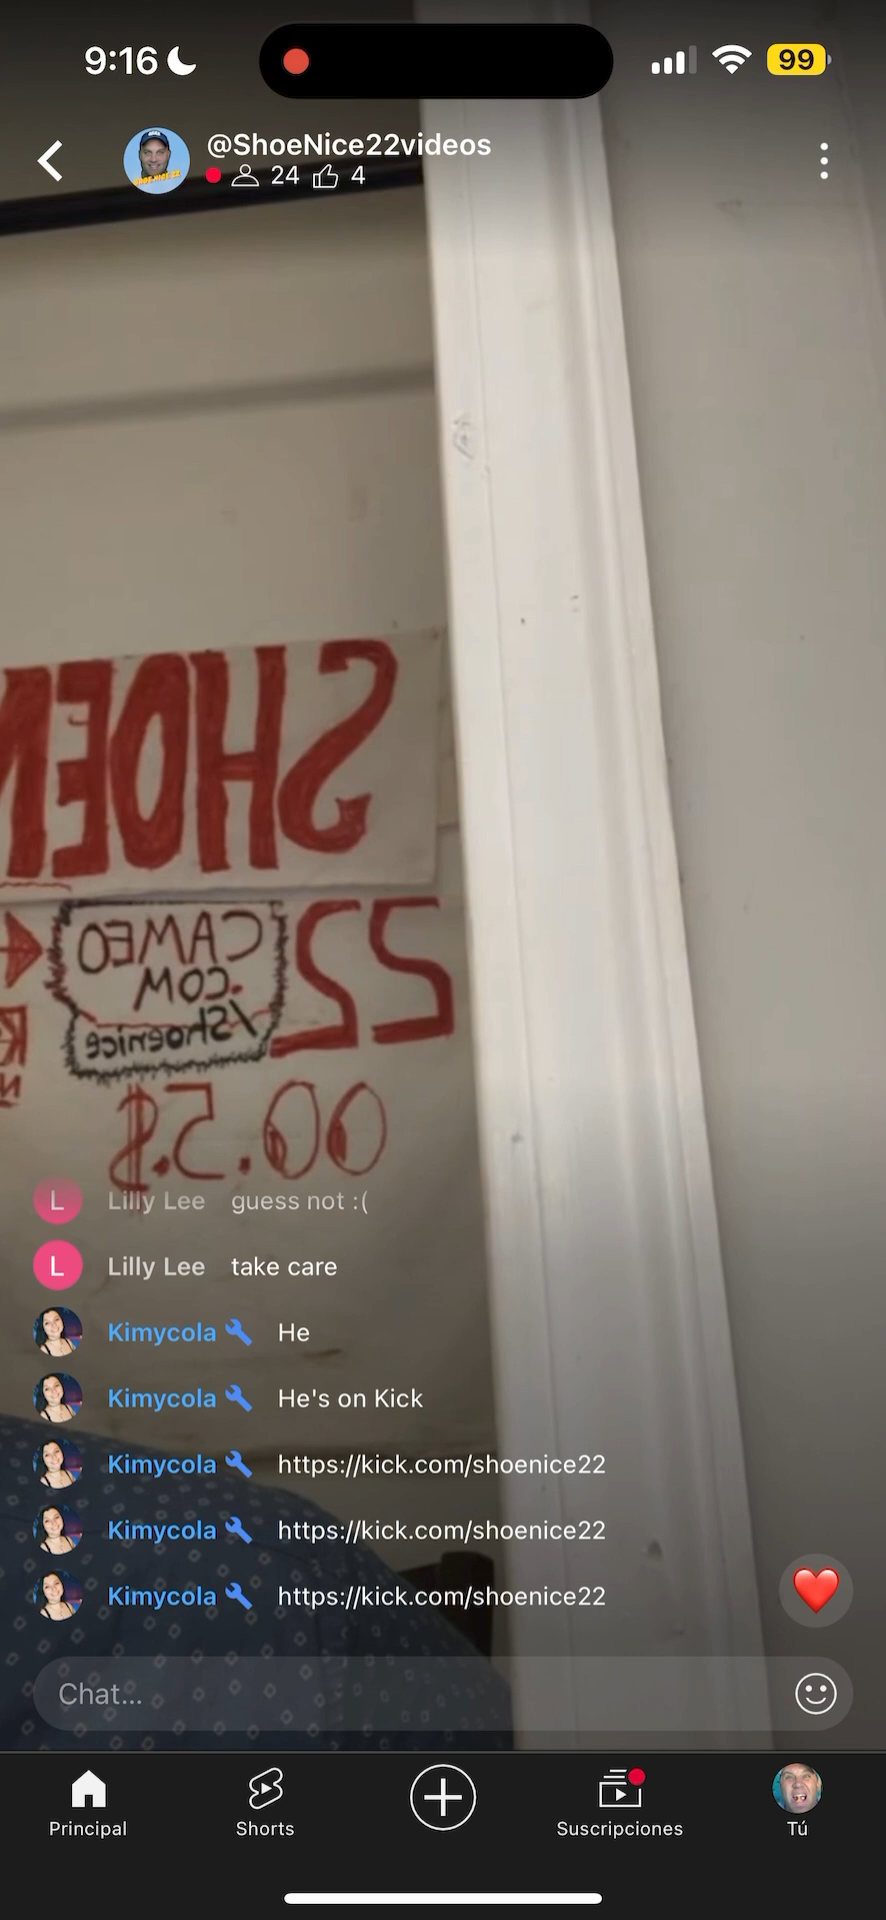 9:16
99
@ShoeNice22videos
24 4
SHOEN
22
CAMEO
.COM
/Shoenice
$5.00
L Lilly Lee guess not :(
L Lilly Lee take care
Kimycola He
Kimycola He's on Kick
Kimycola https://kick.com/shoenice22
Kimycola https://kick.com/shoenice22
Kimycola https://kick.com/shoenice22
Chat...
Principal
Shorts
Suscripciones
Tú